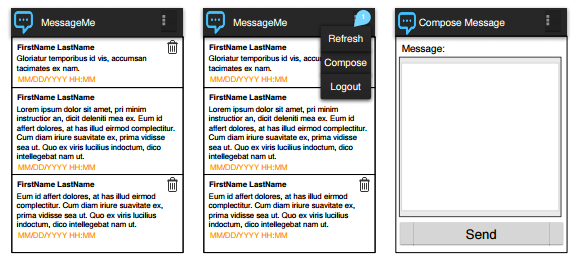 MessageMe
FirstName LastName
Gloriatur temporibus id vis, accumsan
tacimates ex nam.
MM/DD/YYYY HH:MM
FirstName LastName
Lorem ipsum dolor sit amet, pri minim
instructior an, dicit deleniti mea ex. Eum id
affert dolores, at has illud eirmod complectitur.
Cum diam iriure suavitate ex, prima vidisse
sea ut. Quo ex viris lucilius indoctum, dico
intellegebat nam ut.
MM/DD/YYYY HH:MM
FirstName LastName
Eum id affert dolores, at has illud eirmod
complectitur. Cum diam iriure suavitate ex,
prima vidisse sea ut. Quo ex viris lucilius
indoctum, dico intellegebat nam ut.
MM/DD/YYYY HH:MM
MessageMe
1
Refresh
Compose
Logout
FirstName LastName
Gloriatur temporibus id vis,
tacimates ex nam.
MM/DD/YYYY HH:MM
FirstName LastName
Lorem ipsum dolor sit amet, pri minim
instructior an, dicit deleniti mea ex. Eum id
affert dolores, at has illud eirmod complectitur.
Cum diam iriure suavitate ex, prima vidisse
sea ut. Quo ex viris lucilius indoctum, dico
intellegebat nam ut.
MM/DD/YYYY HH:MM
FirstName LastName
Eum id affert dolores, at has illud eirmod
complectitur. Cum diam iriure suavitate ex,
prima vidisse sea ut. Quo ex viris lucilius
indoctum, dico intellegebat nam ut.
MM/DD/YYYY HH:MM
Compose Message
Message:
Send